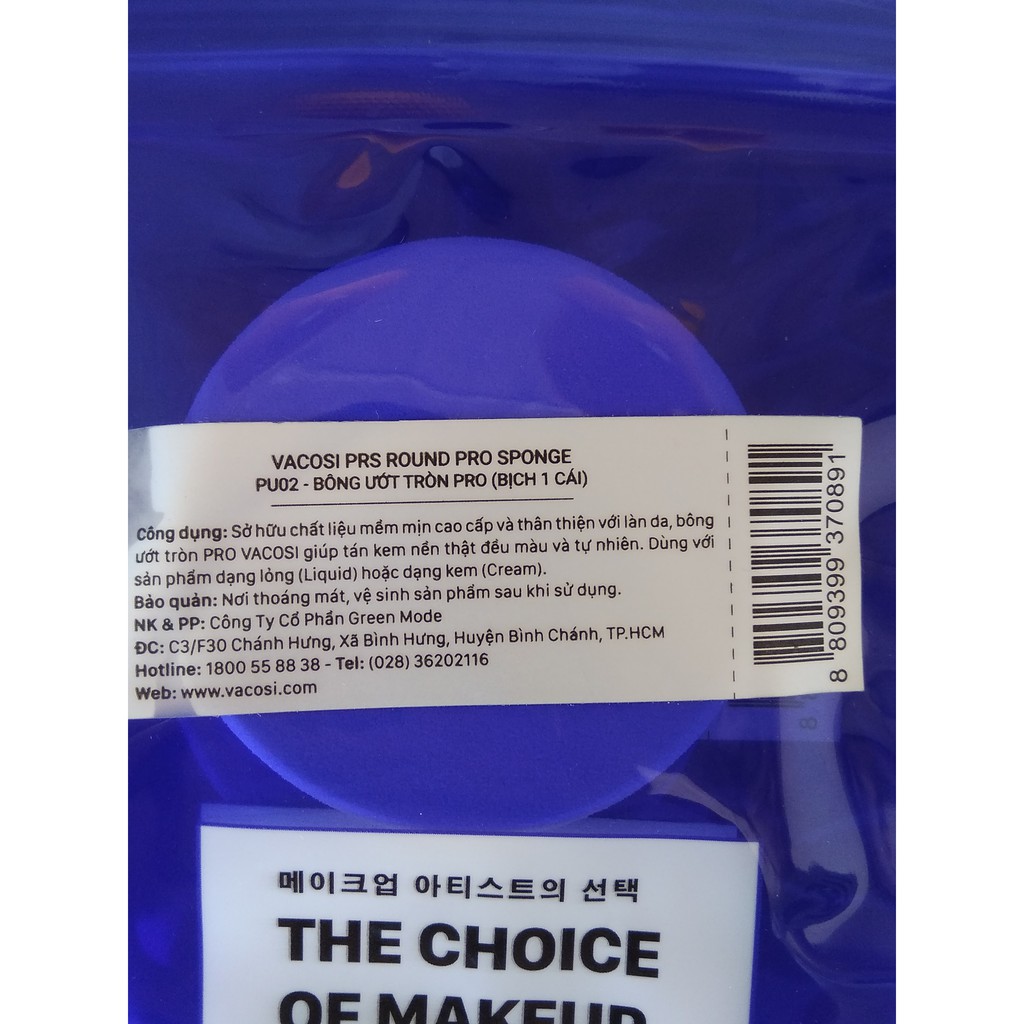 VACOSI PRS ROUND PRO SPONGE
PU02 - BÔNG ƯỚT TRÒN PRO (BỊCH 1 CÁI)
Công dụng: Sở hữu chất liệu mềm mịn cao cấp và thân thiện với làn da, bông
ướt tròn PRO VACOSI giúp tán kem nền thật đều màu và tự nhiên. Dùng với
sản phẩm dạng lỏng (Liquid) hoặc dạng kem (Cream).
Bảo quản: Nơi thoáng mát, vệ sinh sản phẩm sau khi sử dụng.
NK & PP: Công Ty Cổ Phần Green Mode
ĐC: C3/F30 Chánh Hưng, Xã Bình Hưng, Huyện Bình Chánh, TP.HCM
Hotline: 1800 55 88 38 - Tel: (028) 36202116
Web: www.vacosi.com
8 809399 370891
메이크업 아티스트의 선택
THE CHOICE
OF MAKEUP